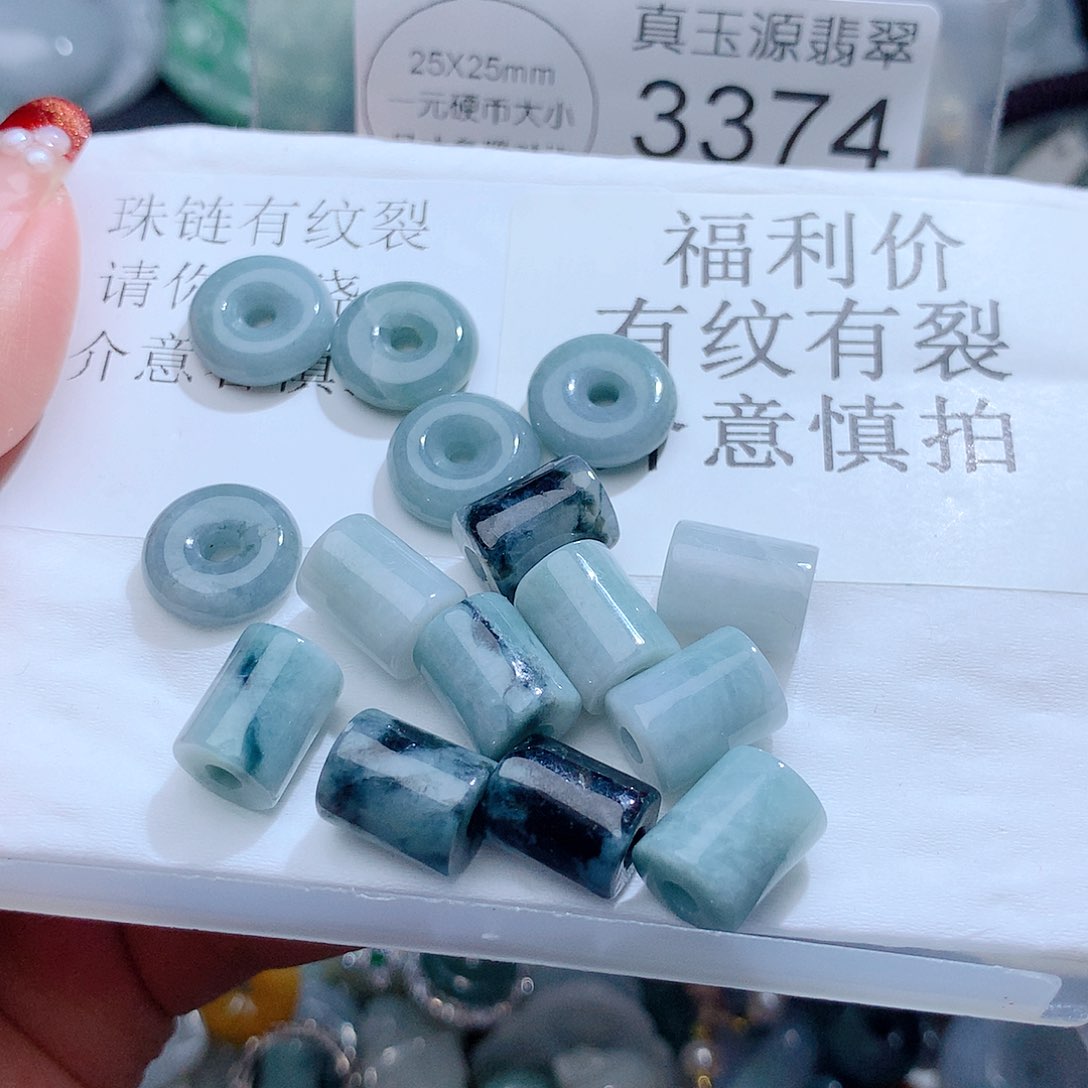 真玉源翡翠
3374
25X25mm
一元硬币大小
珠链有纹裂
请你
介意
福利价
有纹有裂
意慎拍